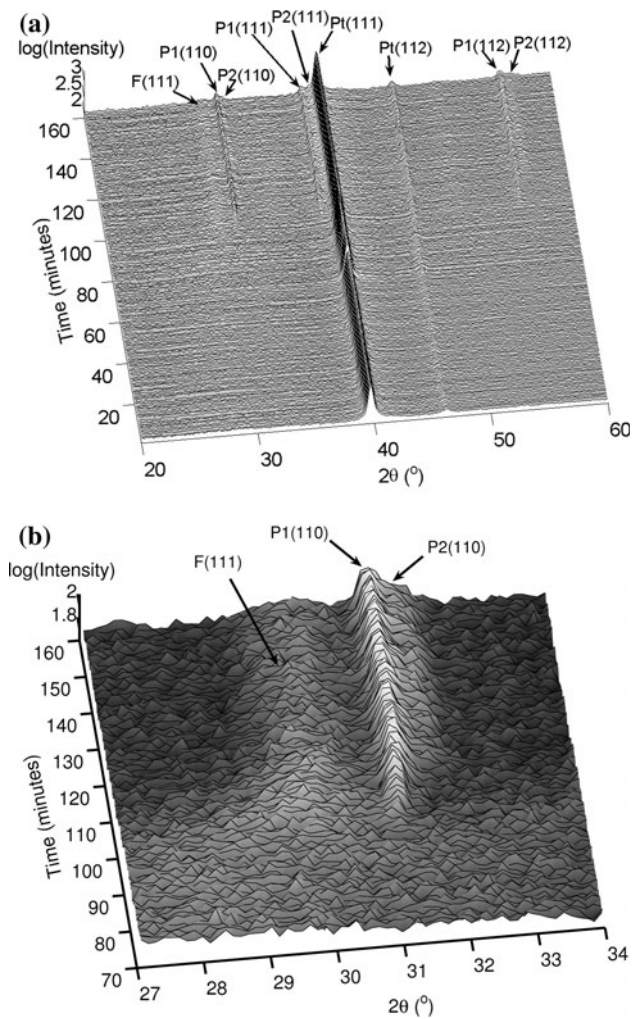 (a)
log(Intensity)
3
2.5
2
F(111)
P1(110)
P2(110)
P1(111)
P2(111)
Pt(111)
Pt(112)
P1(112)
P2(112)
160
140
120
100
80
60
40
20
Time (minutes)
20
30
40
50
60
2θ (°)
(b)
log(Intensity)
2
1.8
F(111)
P1(110)
P2(110)
160
150
140
130
120
110
100
90
80
70
Time (minutes)
27
28
29
30
31
32
33
34
2θ (°)